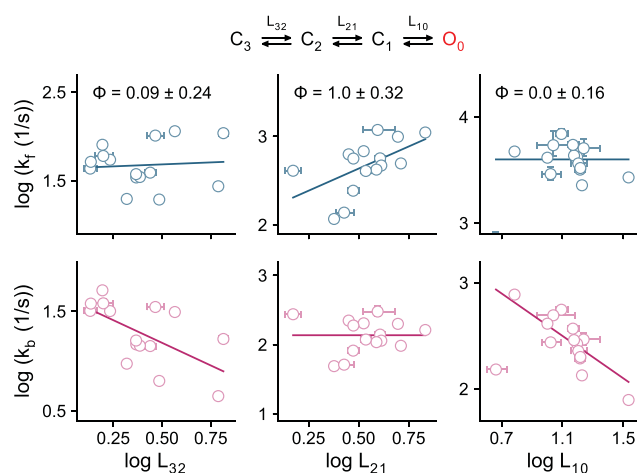 L32 L21 L10
C3 C2 C1 O0
Φ = 0.09 ± 0.24 Φ = 1.0 ± 0.32 Φ = 0.0 ± 0.16
log (kf (1/s))
2.5
1.5
3
2
4
3
log (kb (1/s))
1.5
0.5
3
2
1
3
2
0.25 0.50 0.75 0.25 0.50 0.75 0.7 1.1 1.5
log L32 log L21 log L10